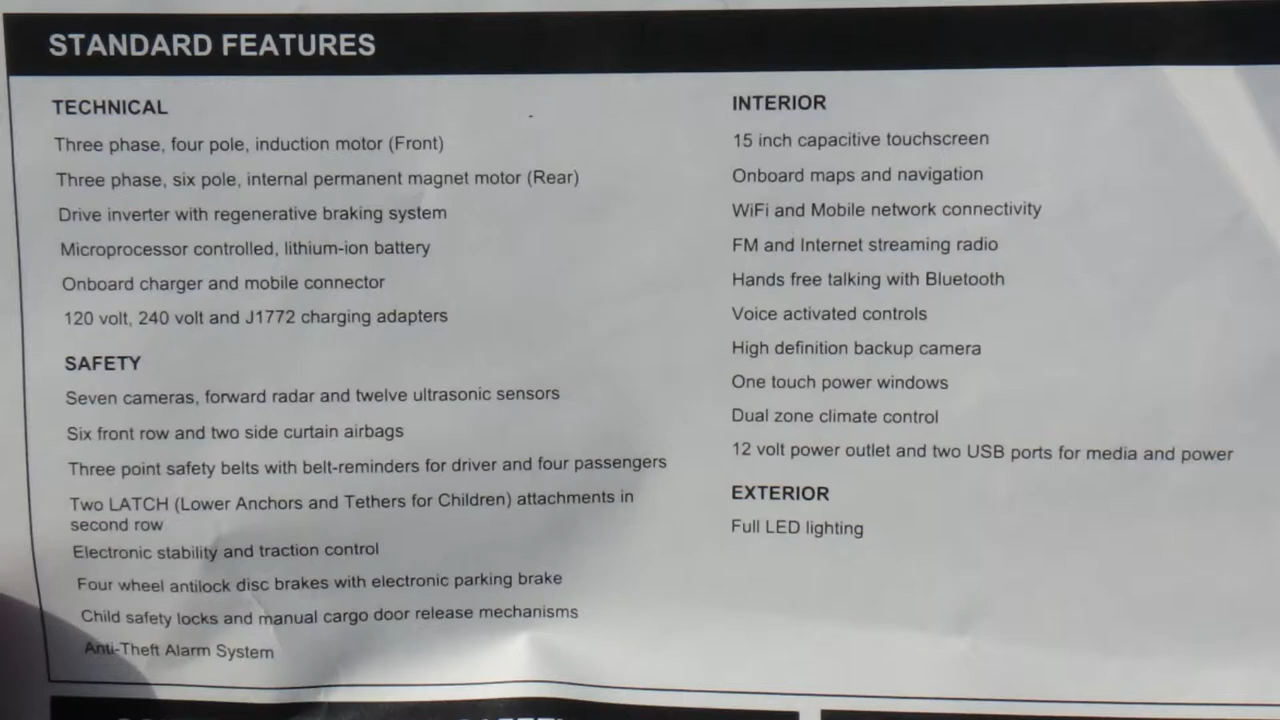 STANDARD FEATURES
TECHNICAL
Three phase, four pole, induction motor (Front)
Three phase, six pole, internal permanent magnet motor (Rear)
Drive inverter with regenerative braking system
Microprocessor controlled, lithium-ion battery
Onboard charger and mobile connector
120 volt, 240 volt and J1772 charging adapters
SAFETY
Seven cameras, forward radar and twelve ultrasonic sensors
Six front row and two side curtain airbags
Three point safety belts with belt-reminders for driver and four passengers
Two LATCH (Lower Anchors and Tethers for Children) attachments in
second row
Electronic stability and traction control
Four wheel antilock disc brakes with electronic parking brake
Child safety locks and manual cargo door release mechanisms
Anti-Theft Alarm System
INTERIOR
15 inch capacitive touchscreen
Onboard maps and navigation
WiFi and Mobile network connectivity
FM and Internet streaming radio
Hands free talking with Bluetooth
Voice activated controls
High definition backup camera
One touch power windows
Dual zone climate control
12 volt power outlet and two USB ports for media and power
EXTERIOR
Full LED lighting